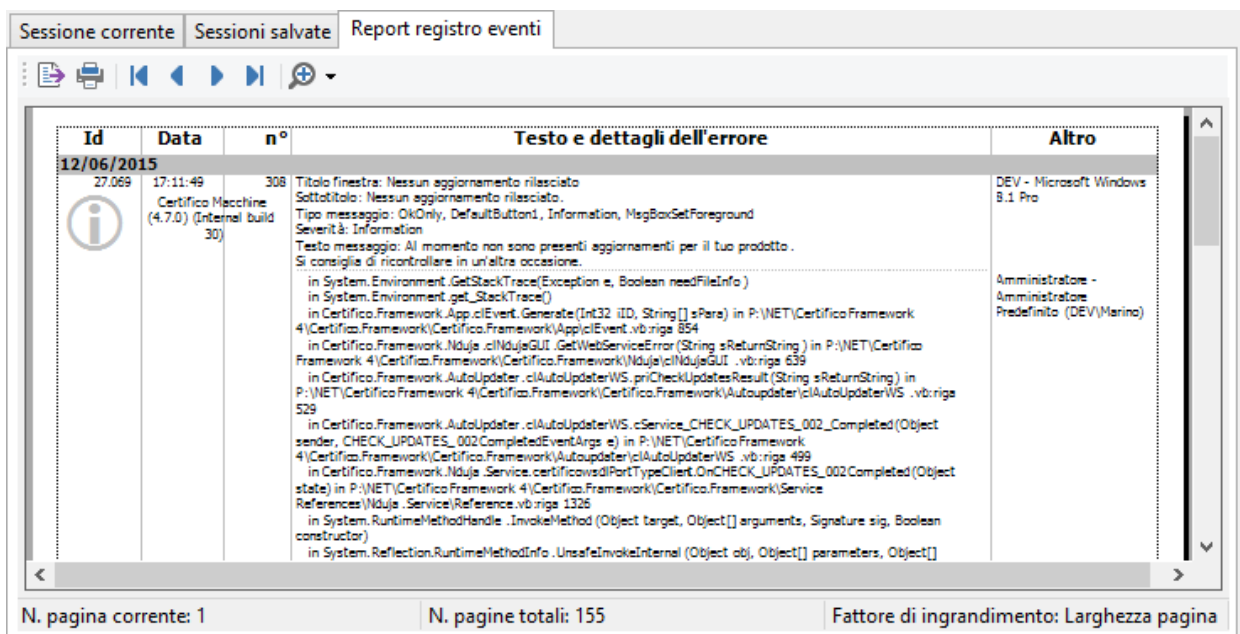 Sessione corrente Sessioni salvate Report registro eventi
Id Data n° Testo e dettagli dell'errore Altro
12/06/2015
27.069 17:11:49 308 Titolo finestra: Nessun aggiornamento rilasciato DEV - Microsoft Windows
Certifico Macchine Sottotitolo: Nessun aggiornamento rilasciato. 8.1 Pro
(4.7.0) (Internal build Tipo messaggio: OkOnly, DefaultButton1, Information, MsgBoxSetForeground
30) Severità: Information
Testo messaggio: Al momento non sono presenti aggiornamenti per il tuo prodotto.
Si consiglia di ricontrollare in un'altra occasione.
in System.Environment.GetStackTrace(Exception e, Boolean needFileInfo) Amministratore -
in System.Environment.get_StackTrace() Amministratore
in Certifico.Framework.App.clEvent.Generate(Int32 iID, String[] sPara) in P:\NET\Certifico Framework Predefinito (DEV\Marino)
4\Certifico.Framework\Certifico.Framework\App\clEvent.vb:riga 854
in Certifico.Framework.Nduja.clNdujaGUI.GetWebServiceError(String sReturnString) in P:\NET\Certifico
Framework 4\Certifico.Framework\Certifico.Framework\Nduja\clNdujaGUI.vb:riga 639
in Certifico.Framework.AutoUpdater.clAutoUpdaterWS.priCheckUpdatesResult(String sReturnString) in
P:\NET\Certifico Framework 4\Certifico.Framework\Certifico.Framework\Autoupdater\clAutoUpdaterWS.vb:riga
529
in Certifico.Framework.AutoUpdater.clAutoUpdaterWS.cService_CHECK_UPDATES_002_Completed(Object
sender, CHECK_UPDATES_002CompletedEventArgs e) in P:\NET\Certifico Framework
4\Certifico.Framework\Certifico.Framework\Autoupdater\clAutoUpdaterWS.vb:riga 499
in Certifico.Framework.Nduja.Service.certificowsdlPortTypeClient.OnCHECK_UPDATES_002Completed(Object
state) in P:\NET\Certifico Framework 4\Certifico.Framework\Certifico.Framework\Service
References\Nduja.Service\Reference.vb:riga 1326
in System.RuntimeMethodHandle.InvokeMethod(Object target, Object[] arguments, Signature sig, Boolean
constructor)
in System.Reflection.RuntimeMethodInfo.UnsafeInvokeInternal(Object obj, Object[] parameters, Object[]
N. pagina corrente: 1 N. pagine totali: 155 Fattore di ingrandimento: Larghezza pagina